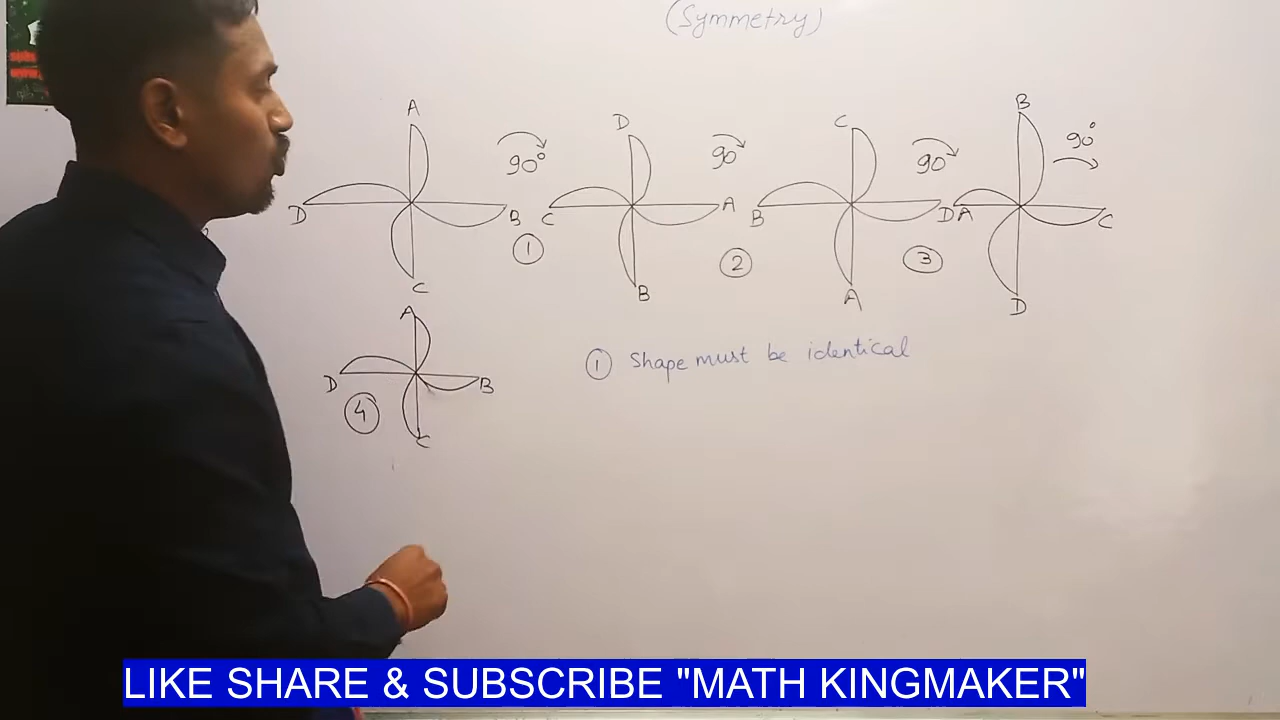 (Symmetry)
A
D
B
C
90°
①
D
C
A
B
90°
②
C
B
D
A
90
③
B
A
C
D
90°
A
D
B
C
④
① Shape must be identical
LIKE SHARE & SUBSCRIBE "MATH KINGMAKER"